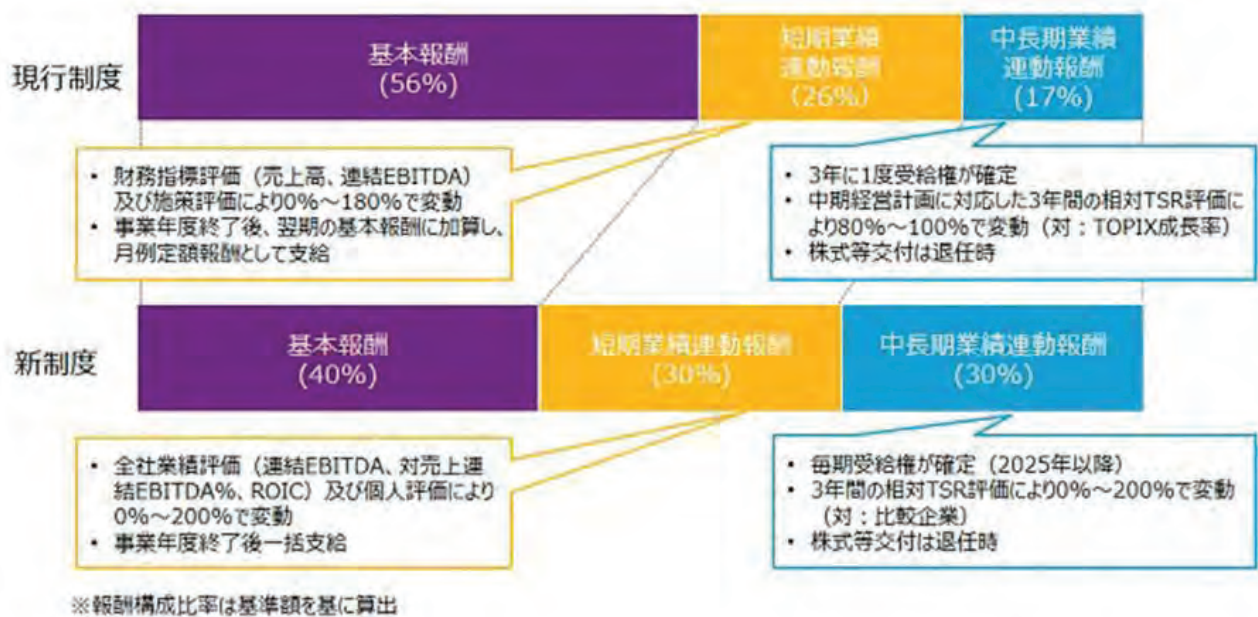 現行制度
基本報酬
(56%)
短期業績
連動報酬
(26%)
中長期業績
連動報酬
(17%)
• 財務指標評価（売上高、連結EBITDA）
及び施策評価により0%～180%で変動
• 事業年度終了後、翌期の基本報酬に加算し、
月例定額報酬として支給
• 3年に1度受給権が確定
• 中期経営計画に対応した3年間の相対TSR評価
により80%～100%で変動（対：TOPIX成長率）
• 株式等交付は退任時
新制度
基本報酬
(40%)
短期業績連動報酬
(30%)
中長期業績連動報酬
(30%)
• 全社業績評価（連結EBITDA、対売上連
結EBITDA%、ROIC）及び個人評価により
0%～200%で変動
• 事業年度終了後一括支給
• 毎期受給権が確定（2025年以降）
• 3年間の相対TSR評価により0%～200%で変動
（対：比較企業）
• 株式等交付は退任時
※報酬構成比率は基準額を基に算出